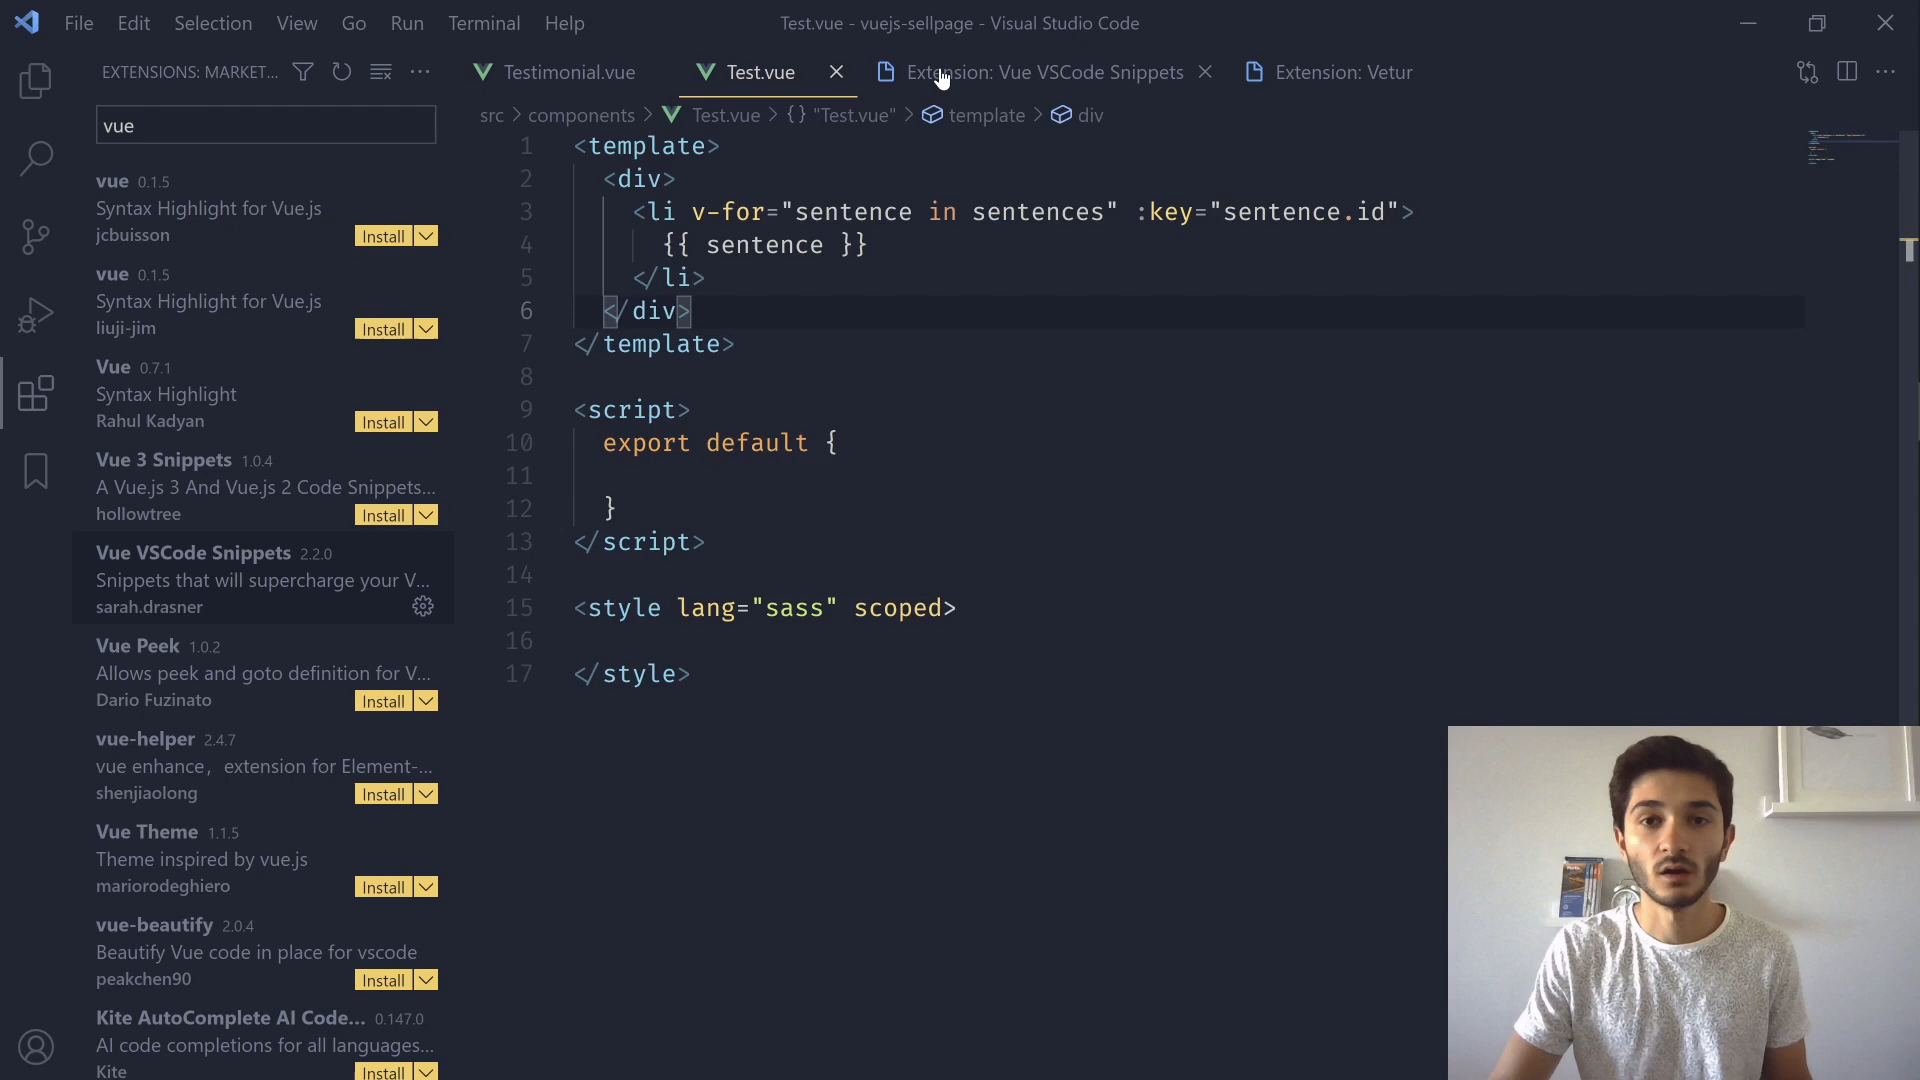 File Edit Selection View Go Run Terminal Help
Test.vue - vuejs-sellpage - Visual Studio Code
EXTENSIONS: MARKET...
Testimonial.vue
Test.vue
Extension: Vue VSCode Snippets
Extension: Vetur
vue
src > components > Test.vue > {} "Test.vue" > template > div
vue 0.1.5
Syntax Highlight for Vue.js
jcbuisson
Install
vue 0.1.5
Syntax Highlight for Vue.js
liuji-jim
Install
Vue 0.7.1
Syntax Highlight
Rahul Kadyan
Install
Vue 3 Snippets 1.0.4
A Vue.js 3 And Vue.js 2 Code Snippets...
hollowtree
Install
Vue VSCode Snippets 2.2.0
Snippets that will supercharge your V...
sarah.drasner
Vue Peek 1.0.2
Allows peek and goto definition for V...
Dario Fuzinato
Install
vue-helper 2.4.7
vue enhance，extension for Element-...
shenjiaolong
Install
Vue Theme 1.1.5
Theme inspired by vue.js
mariorodeghiero
Install
vue-beautify 2.0.4
Beautify Vue code in place for vscode
peakchen90
Install
Kite AutoComplete AI Code... 0.147.0
AI code completions for all languages...
Kite
Install
1 <template>
2 <div>
3 <li v-for="sentence in sentences" :key="sentence.id">
4 {{ sentence }}
5 </li>
6 </div>
7 </template>
8
9 <script>
10 export default {
11
12 }
13 </script>
14
15 <style lang="sass" scoped>
16
17 </style>